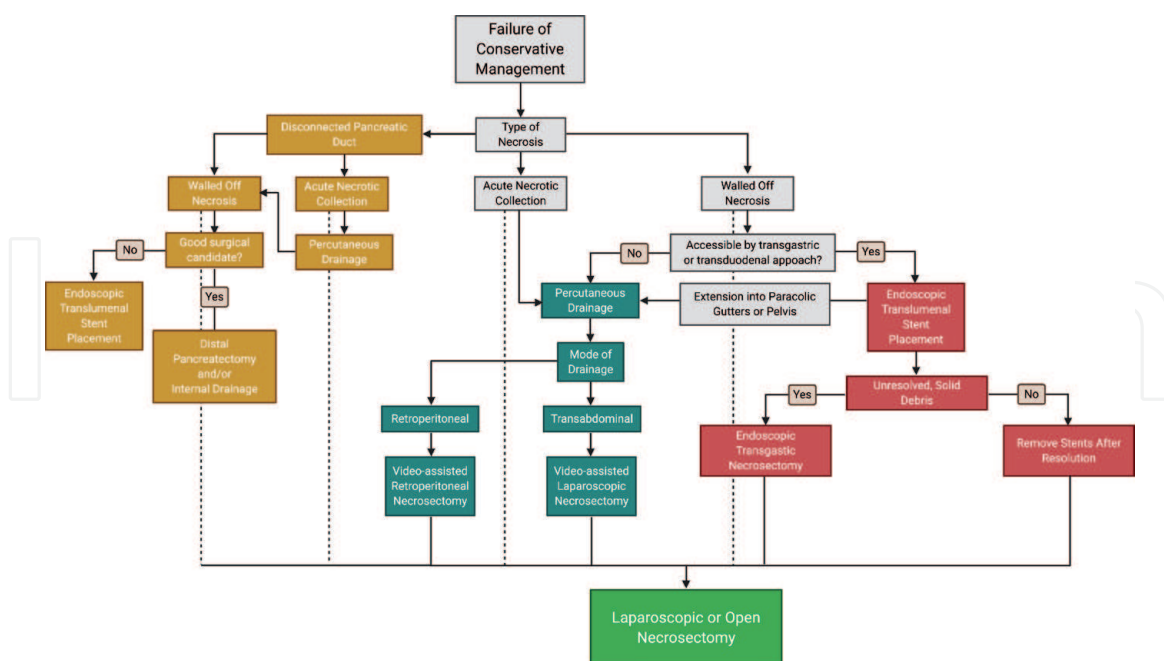 Failure of
Conservative
Management
Disconnected Pancreatic
Duct
Type of
Necrosis
Walled Off
Necrosis
Acute Necrotic
Collection
Acute Necrotic
Collection
Walled Off
Necrosis
No
Good surgical
candidate?
Percutaneous
Drainage
No
Accessible by transgastric
or transduodenal appoach?
Yes
Endoscopic
Translumenal
Stent
Placement
Yes
Percutaneous
Drainage
Extension into Paracolic
Gutters or Pelvis
Endoscopic
Translumenal
Stent
Placement
Distal
Pancreatectomy
and/or
Internal Drainage
Mode of
Drainage
Yes
Unresolved, Solid
Debris
No
Retroperitoneal
Transabdominal
Endoscopic
Transgastic
Necrosectomy
Remove Stents After
Resolution
Video-assisted
Retroperitoneal
Necrosectomy
Video-assisted
Laparoscopic
Necrosectomy
Laparoscopic or Open
Necrosectomy